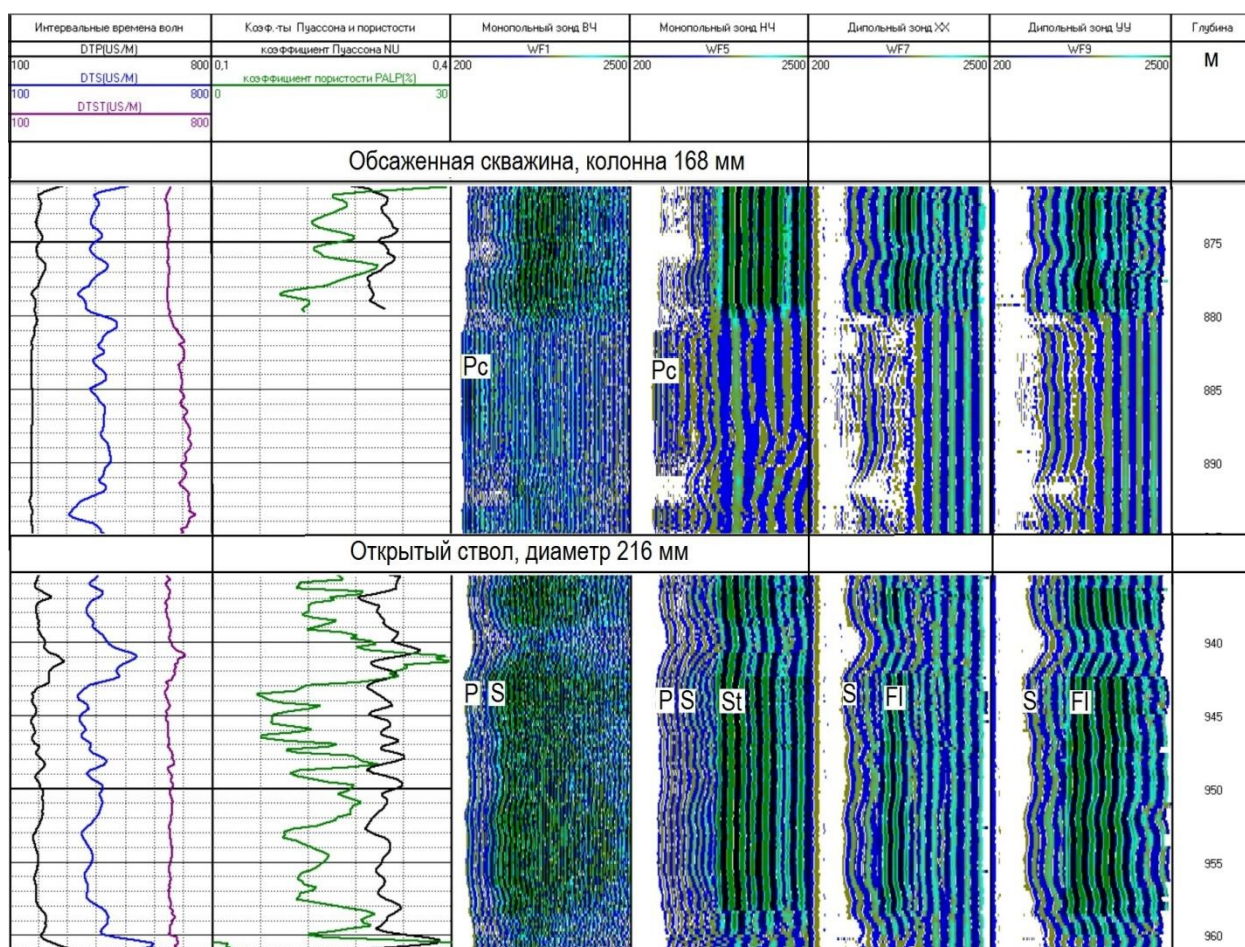 Интервальные времена волн
Коэф.-ты Пуассона и пористости
Монопольный зонд ВЧ
Монопольный зонд НЧ
Дипольный зонд XX
Дипольный зонд УУ
Глубина
DTP(US/M)
100 800
DTS(US/M)
100 800
DTST(US/M)
100 800
коэффициент Пуассона NU
0,1 0,4
коэффициент пористости PALP(%)
0 30
WF1
200 2500
WF5
200 2500
WF7
200 2500
WF9
200 2500
М
Обсаженная скважина, колонна 168 мм
875
880
Pc Pc
885
890
Открытый ствол, диаметр 216 мм
940
P S P S St S Fl S Fl
945
950
955
960